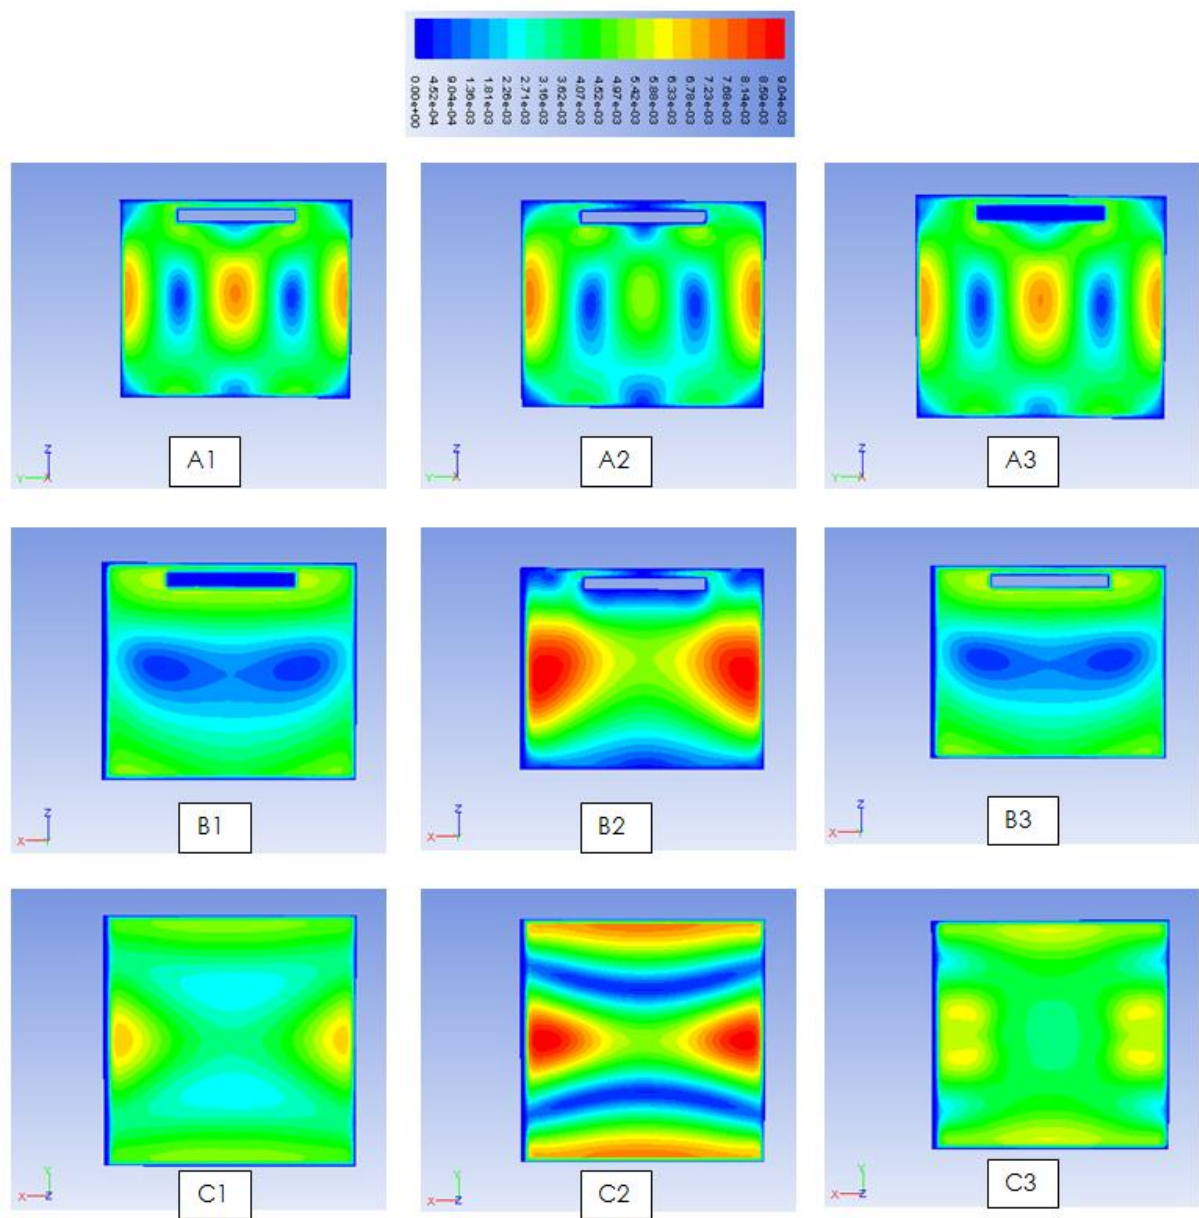 0.00e+00
4.52e-04
9.04e-04
1.36e-03
1.81e-03
2.26e-03
2.71e-03
3.16e-03
3.62e-03
4.07e-03
4.52e-03
4.97e-03
5.42e-03
5.88e-03
6.33e-03
6.78e-03
7.23e-03
7.68e-03
8.14e-03
8.59e-03
9.04e-03
Z
Y X
A1
Z
Y X
A2
Z
Y X
A3
Z
X Y
B1
Z
X Y
B2
Z
X Y
B3
Y
X Z
C1
Y
X Z
C2
Y
X Z
C3